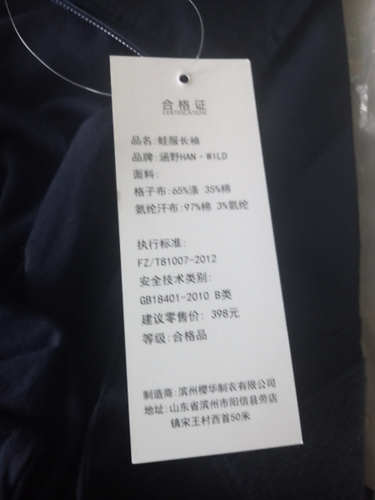 合格证
CERTIFICATION
品名:蛙服长袖
品牌:涵野HAN·WILD
面料:
格子布:65%涤 35%棉
氨纶汗布:97%棉 3%氨纶
执行标准:
FZ/T81007-2012
安全技术类别:
GB18401-2010 B类
建议零售价: 398元
等级:合格品
制造商:滨州樱华制衣有限公司
地址:山东省滨州市阳信县劳店
镇宋王村西首50米